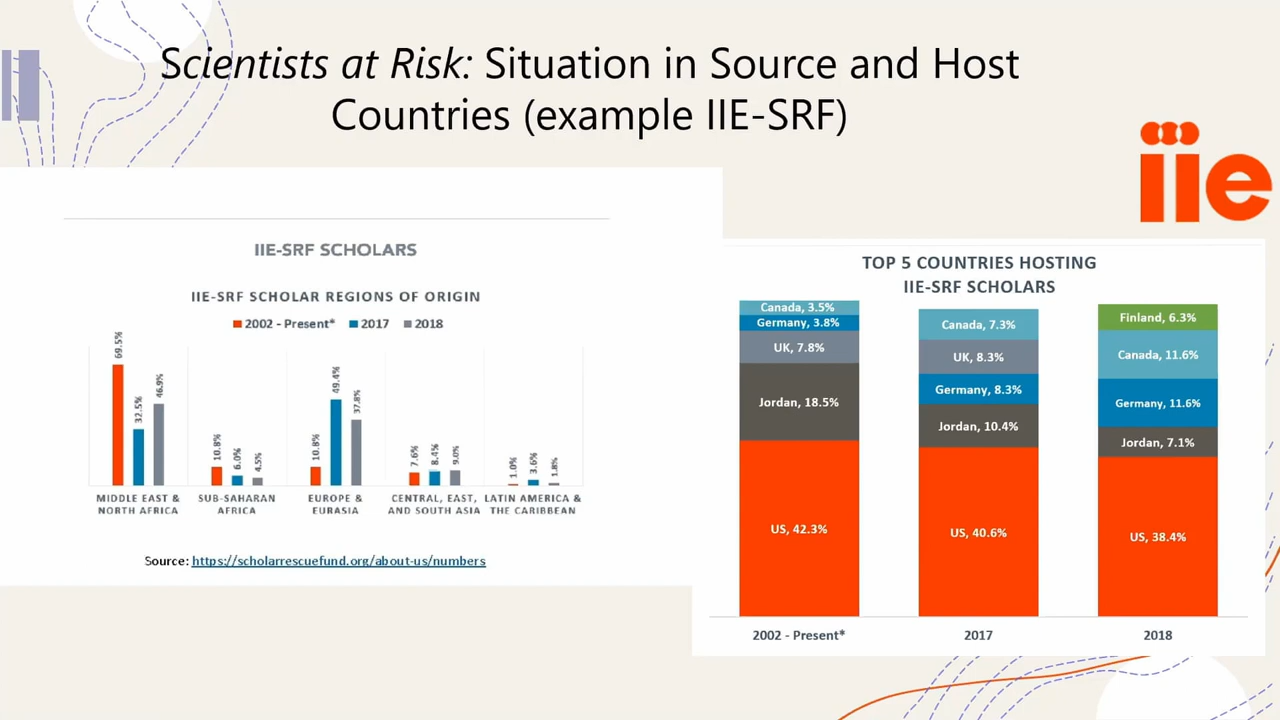 Scientists at Risk: Situation in Source and Host
Countries (example IIE-SRF)
iie
IIE-SRF SCHOLARS
IIE-SRF SCHOLAR REGIONS OF ORIGIN
2002 - Present* 2017 2018
69.5% 32.5% 46.9%
10.8% 6.0% 4.5%
10.8% 49.4% 37.8%
7.6% 8.4% 9.0%
1.0% 3.6% 1.8%
MIDDLE EAST &
NORTH AFRICA
SUB-SAHARAN
AFRICA
EUROPE &
EURASIA
CENTRAL, EAST,
AND SOUTH ASIA
LATIN AMERICA &
THE CARIBBEAN
Source: https://scholarrescuefund.org/about-us/numbers
TOP 5 COUNTRIES HOSTING
IIE-SRF SCHOLARS
Canada, 3.5%
Germany, 3.8%
UK, 7.8%
Jordan, 18.5%
US, 42.3%
2002 - Present*
Canada, 7.3%
UK, 8.3%
Germany, 8.3%
Jordan, 10.4%
US, 40.6%
2017
Finland, 6.3%
Canada, 11.6%
Germany, 11.6%
Jordan, 7.1%
US, 38.4%
2018